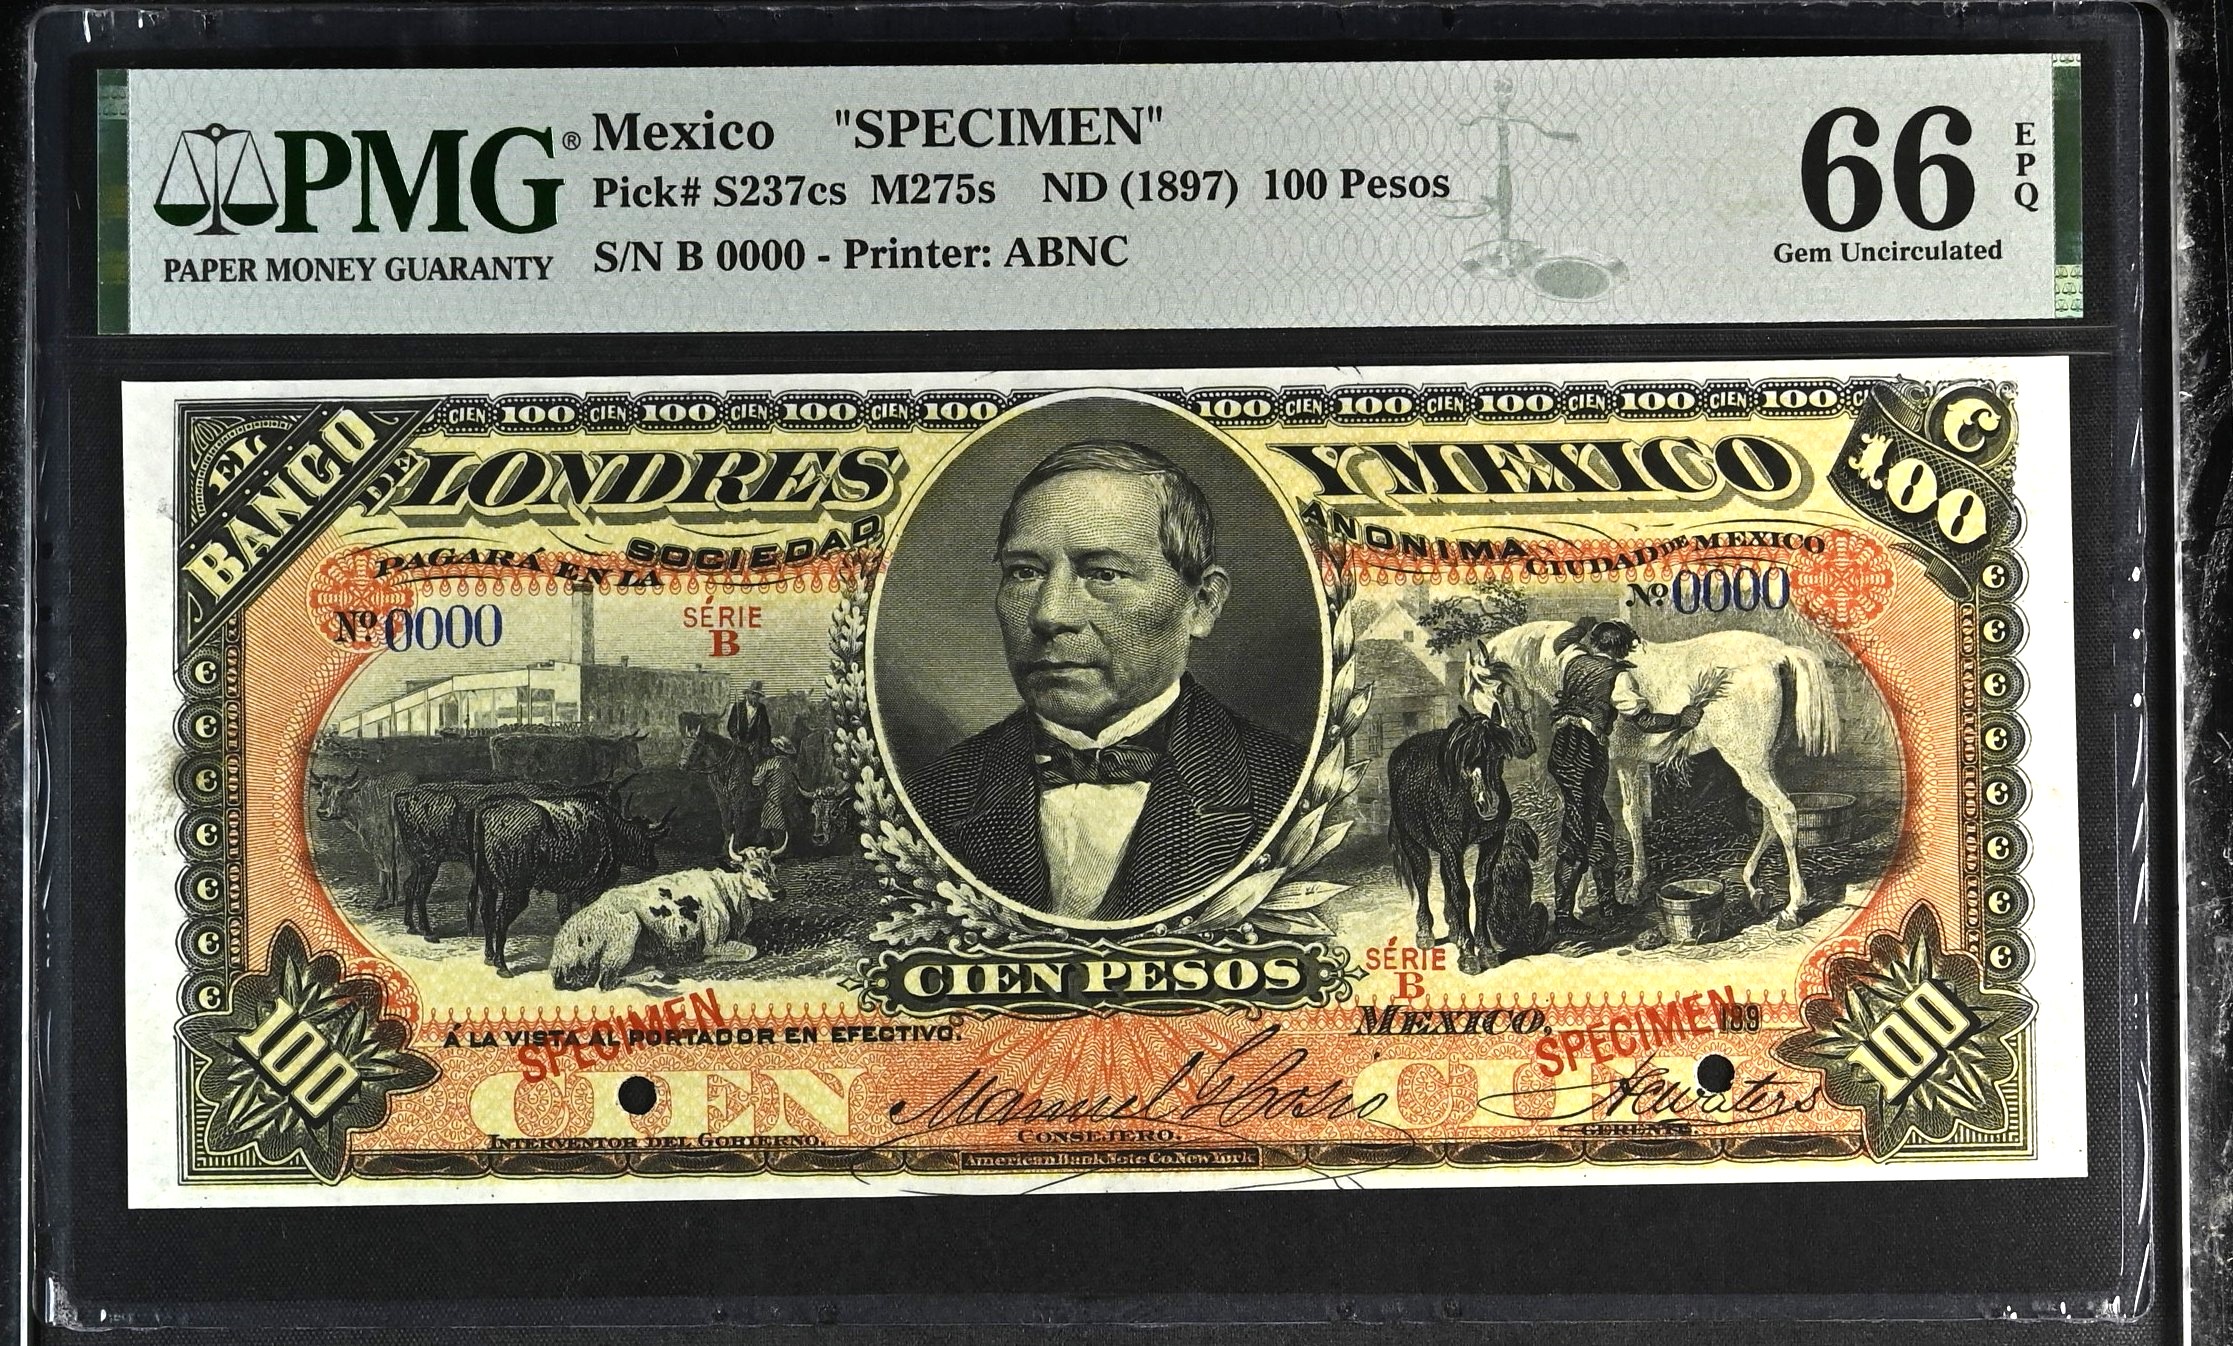 PMG® Mexico "SPECIMEN"
PAPER MONEY GUARANTY
Pick# S237cs M275s ND (1897) 100 Pesos
S/N B 0000 - Printer: ABNC
66 EPQ
Gem Uncirculated
CIEN 100 CIEN 100 CIEN 100 CIEN 100
100 CIEN 100 CIEN 100 CIEN 100 CIEN 100
EL BANCO DE LONDRES Y MEXICO
C 100
SOCIEDAD ANONIMA
PAGARÁ EN LA CIUDAD DE MEXICO
No. 0000
SÉRIE B
No. 0000
CIEN PESOS
SÉRIE B
SPECIMEN
Á LA VISTA AL PORTADOR EN EFECTIVO.
MEXICO, 189
SPECIMEN
100
100
CIEN
CIEN
Manuel G Cosio
A C Waters
INTERVENTOR DEL GOBIERNO.
CONSEJERO.
GERENTE.
American Bank Note Co New York